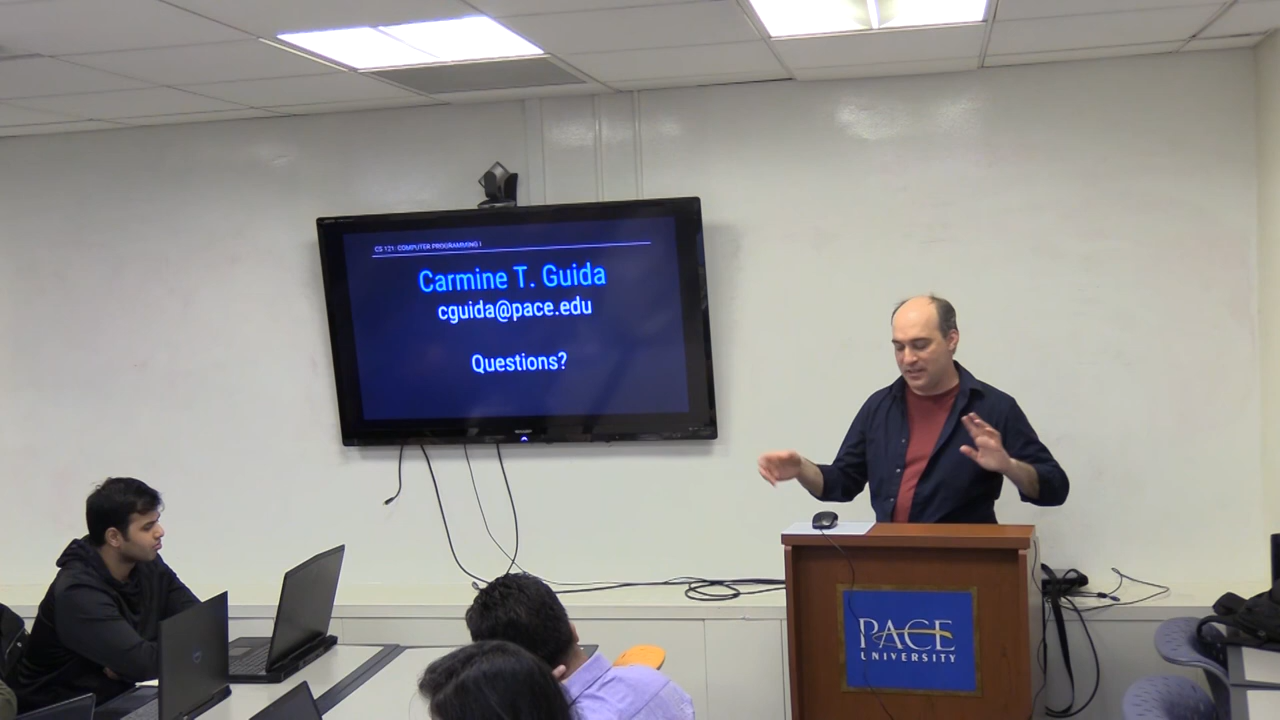 CS 121: COMPUTER PROGRAMMING I
Carmine T. Guida
cguida@pace.edu
Questions?
PACE
UNIVERSITY